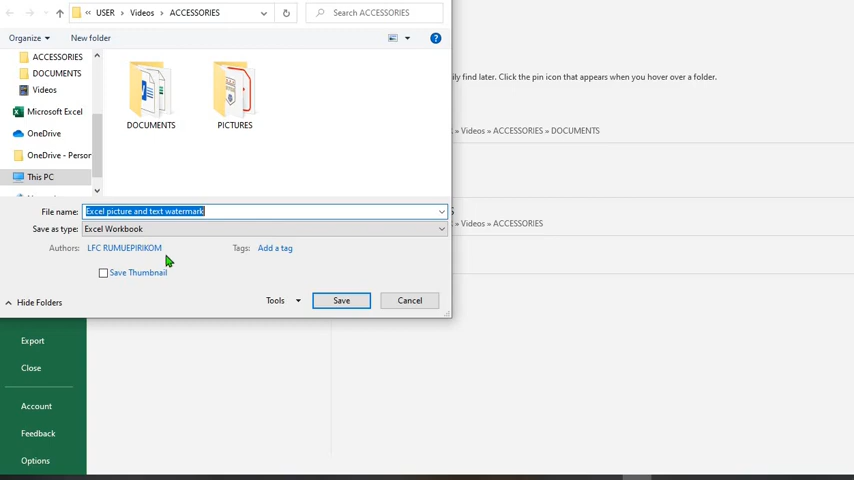 « USER › Videos › ACCESSORIES
Search ACCESSORIES
Organize
New folder
ACCESSORIES
DOCUMENTS
Videos
Microsoft Excel
OneDrive
OneDrive - Person
This PC
DOCUMENTS
PICTURES
File name: Excel picture and text watermark
Save as type: Excel Workbook
Authors: LFC RUMUEPIRIKOM
Tags: Add a tag
Save Thumbnail
Hide Folders
Tools
Save
Cancel
ily find later. Click the pin icon that appears when you hover over a folder.
» Videos » ACCESSORIES » DOCUMENTS
S
» Videos » ACCESSORIES
Export
Close
Account
Feedback
Options